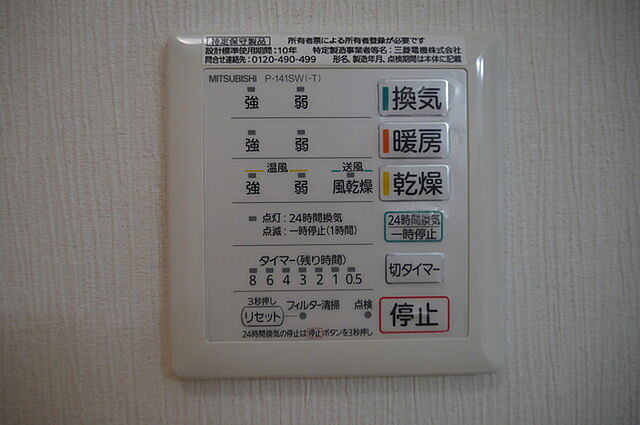 特定保守製品 所有者票による所有者登録が必要です
設計標準使用期間:10年 特定製造事業者等名:三菱電機株式会社
問合せ連絡先:0120-490-499 形名、製造年月、点検期間は本体に記載
MITSUBISHI P-141SW(-T)
強 弱 換気
強 弱 暖房
温風 送風
強 弱 風乾燥 乾燥
点灯:24時間換気
点滅:一時停止(1時間)
24時間換気
一時停止
タイマー(残り時間)
8 6 4 3 2 1 0.5
切タイマー
3秒押し
リセット フィルター清掃 点検
停止
24時間換気の停止は停止ボタンを3秒押し